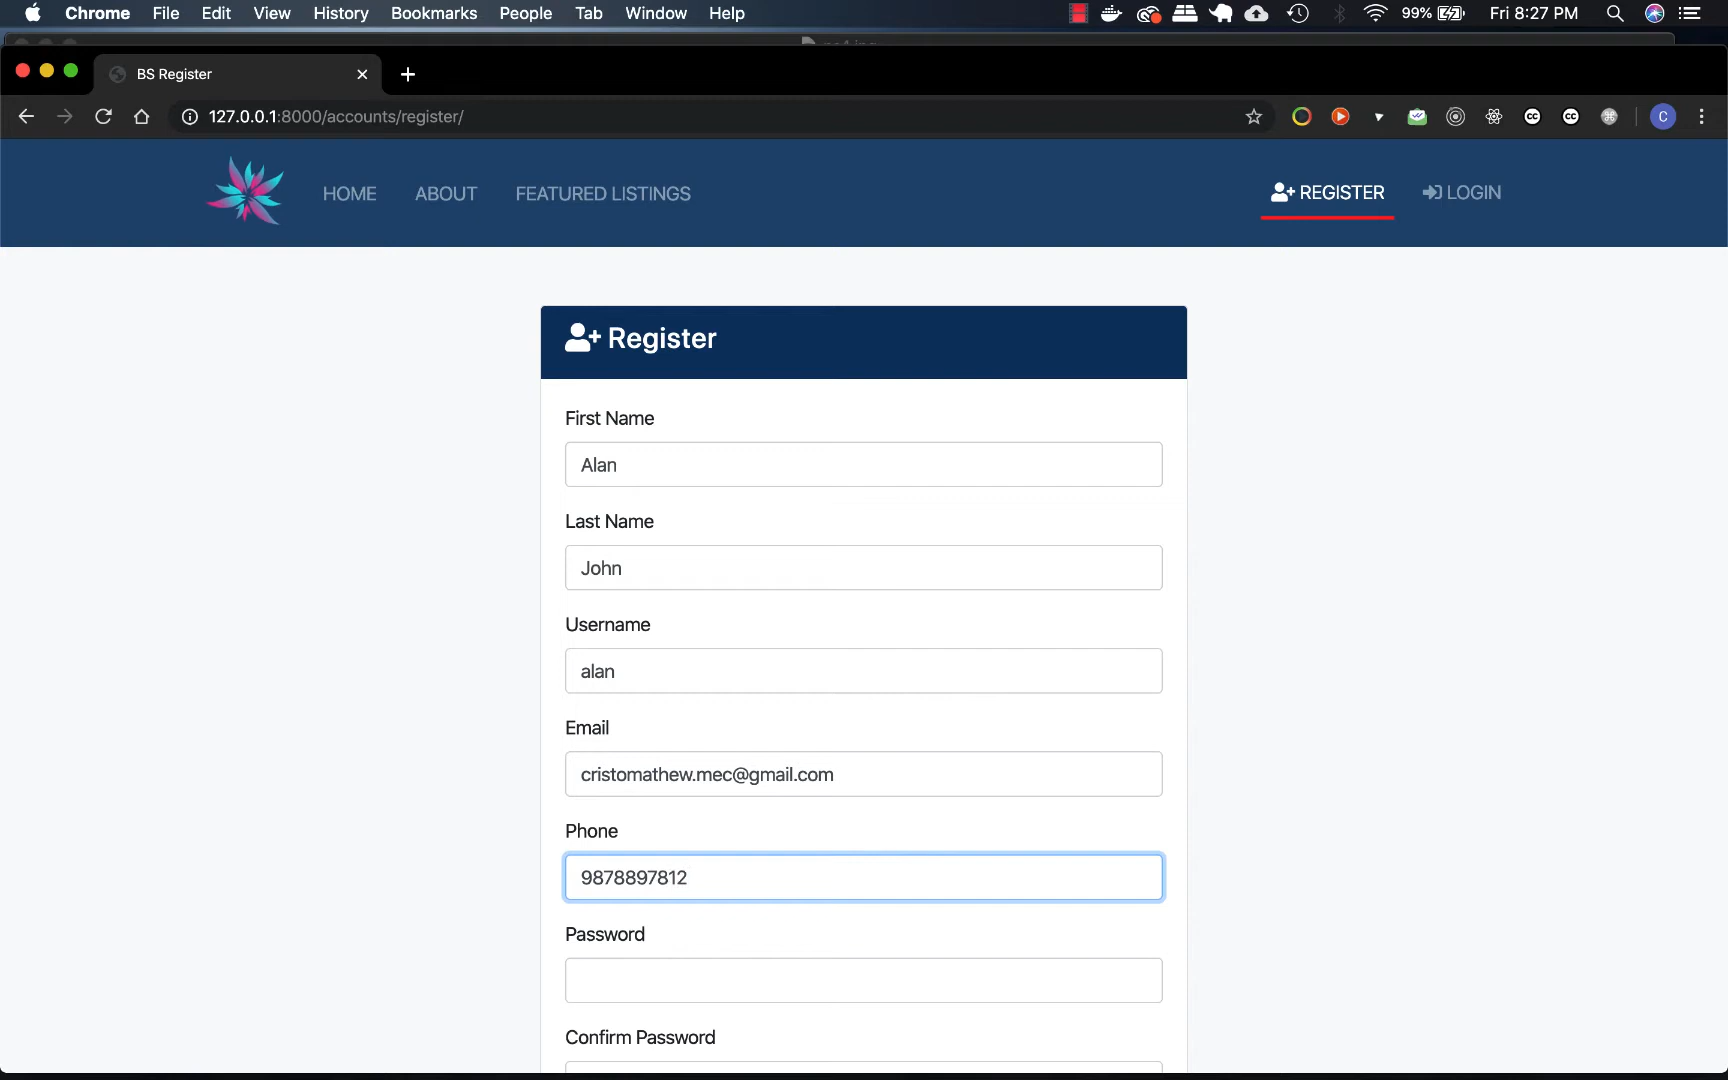 Chrome File Edit View History Bookmarks People Tab Window Help 99% Fri 8:27 PM
BS Register
127.0.0.1:8000/accounts/register/ CC CC C
HOME ABOUT FEATURED LISTINGS REGISTER LOGIN
Register
First Name
Alan
Last Name
John
Username
alan
Email
cristomathew.mec@gmail.com
Phone
9878897812
Password
Confirm Password